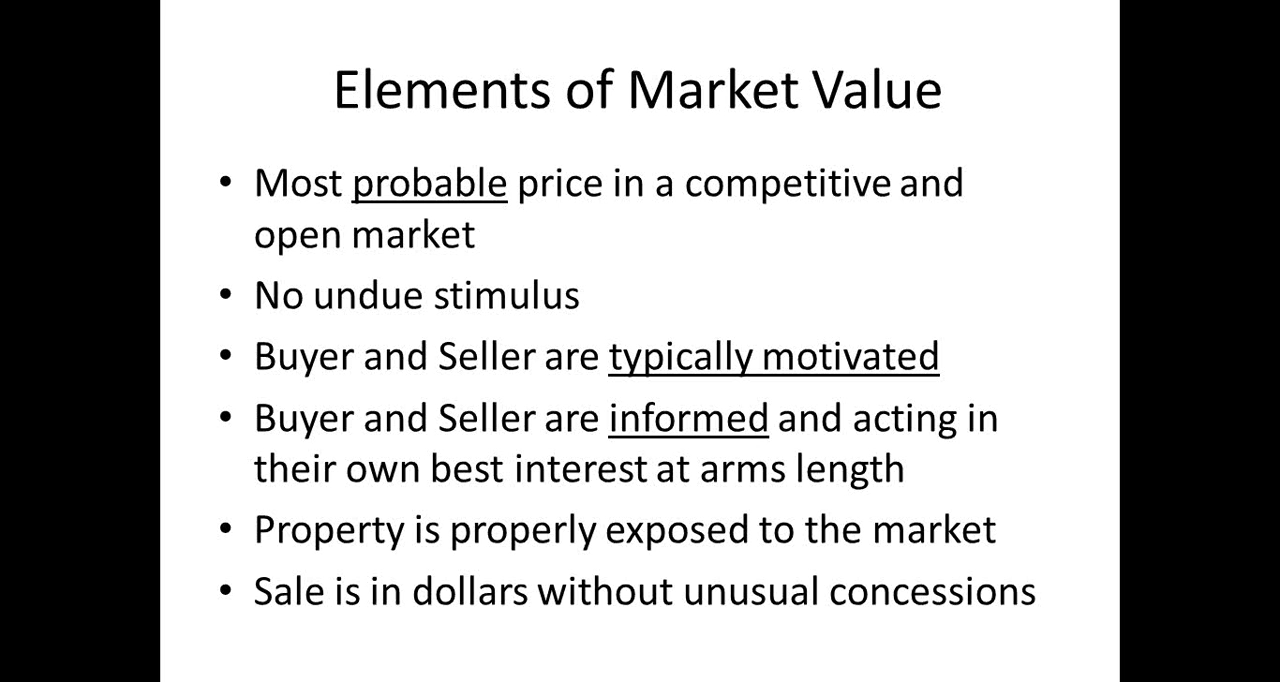 Elements of Market Value
• Most probable price in a competitive and
open market
• No undue stimulus
• Buyer and Seller are typically motivated
• Buyer and Seller are informed and acting in
their own best interest at arms length
• Property is properly exposed to the market
• Sale is in dollars without unusual concessions